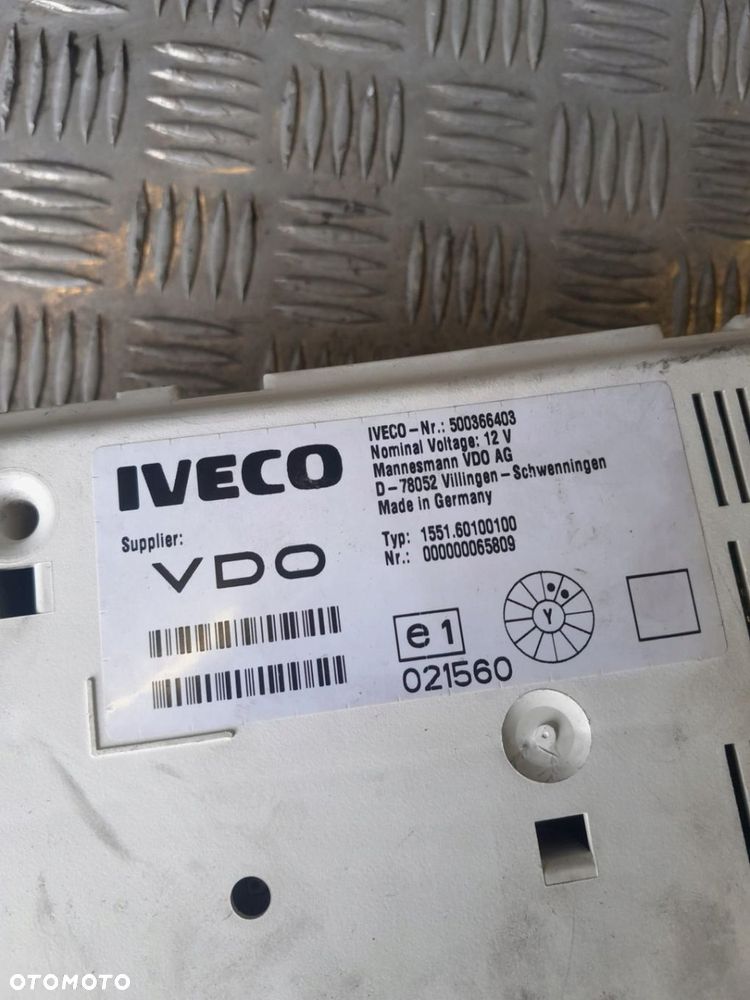 IVECO
IVECO-Nr.: 500366403
Nominal Voltage: 12 V
Mannesmann VDO AG
D-78052 Villingen-Schwenningen
Made in Germany
Supplier:
VDO
Typ: 1551.60100100
Nr.: 000000065809
e1
021560
Y
OTOMOTO